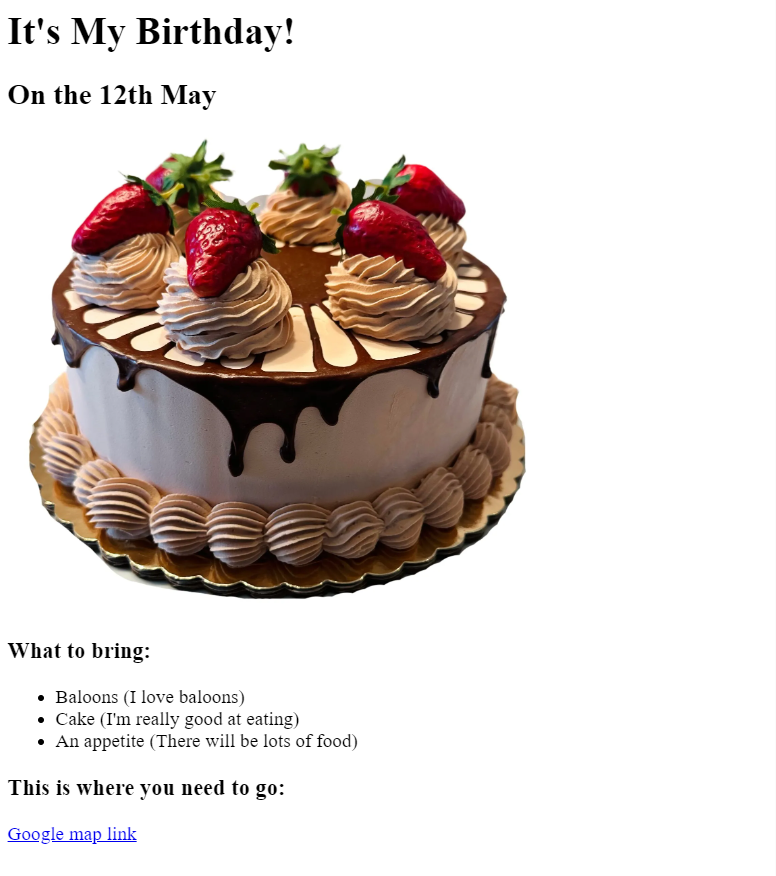 It's My Birthday!
On the 12th May
What to bring:
Baloons (I love baloons)
Cake (I'm really good at eating)
An appetite (There will be lots of food)
This is where you need to go:
Google map link